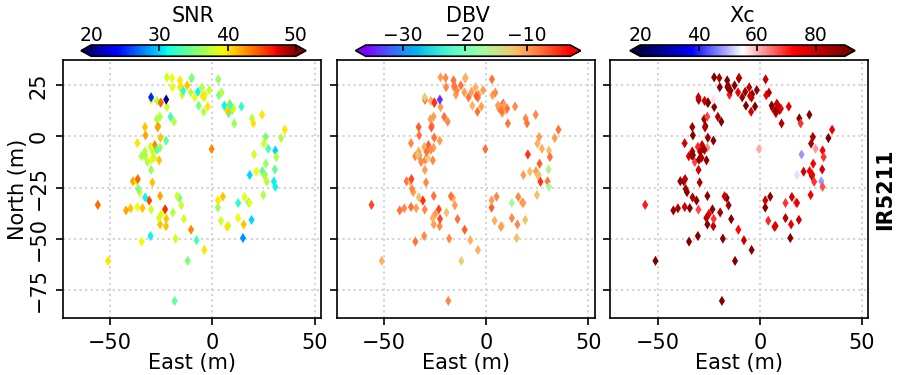 SNR DBV Xc
20 30 40 50 −30 −20 −10 20 40 60 80
25
0
−25
−50
−75
North (m)
−50 0 50 −50 0 50 −50 0 50
East (m) East (m) East (m)
IR5211